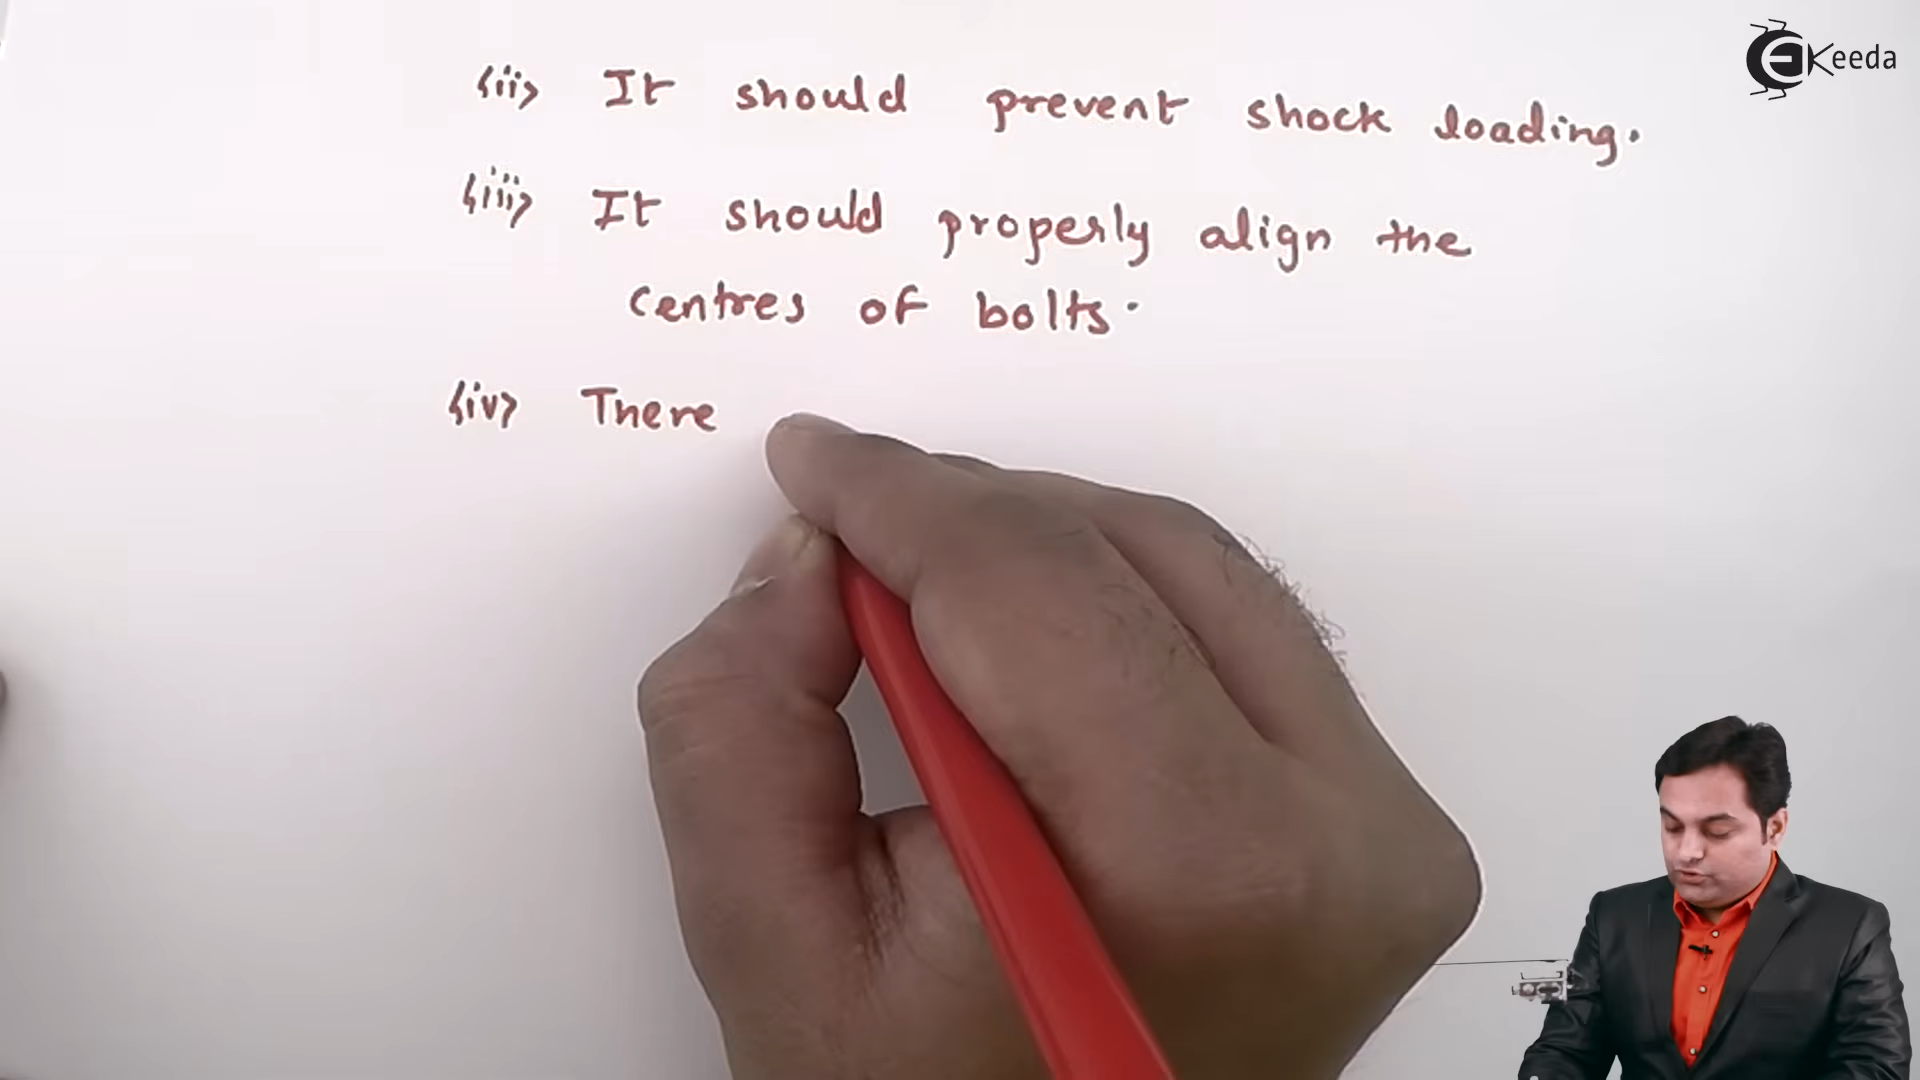 EKeeda
<ii> It should prevent shock loading.
<iii> It should properly align the
centres of bolts.
<iv> There